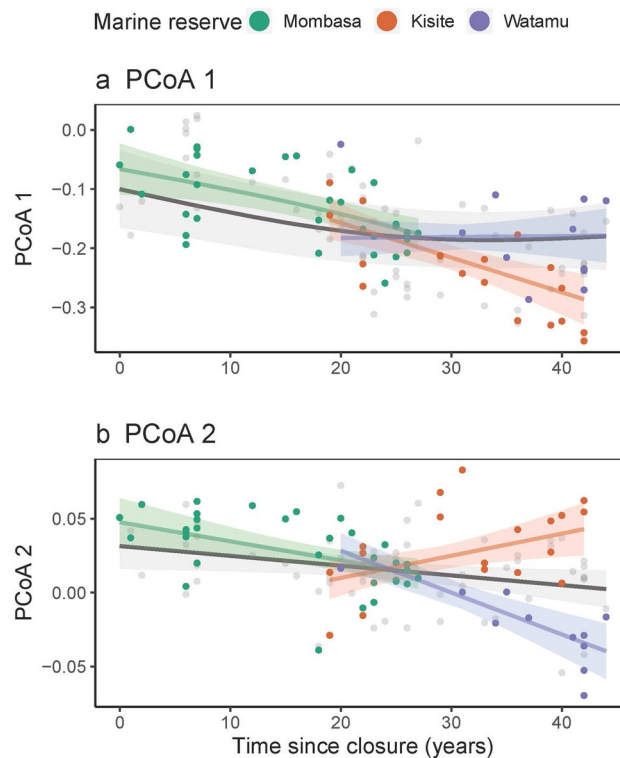 Marine reserve Mombasa Kisite Watamu
a PCoA 1
0.0
−0.1
−0.2
−0.3
PCoA 1
0 10 20 30 40
b PCoA 2
0.05
0.00
−0.05
PCoA 2
0 10 20 30 40
Time since closure (years)